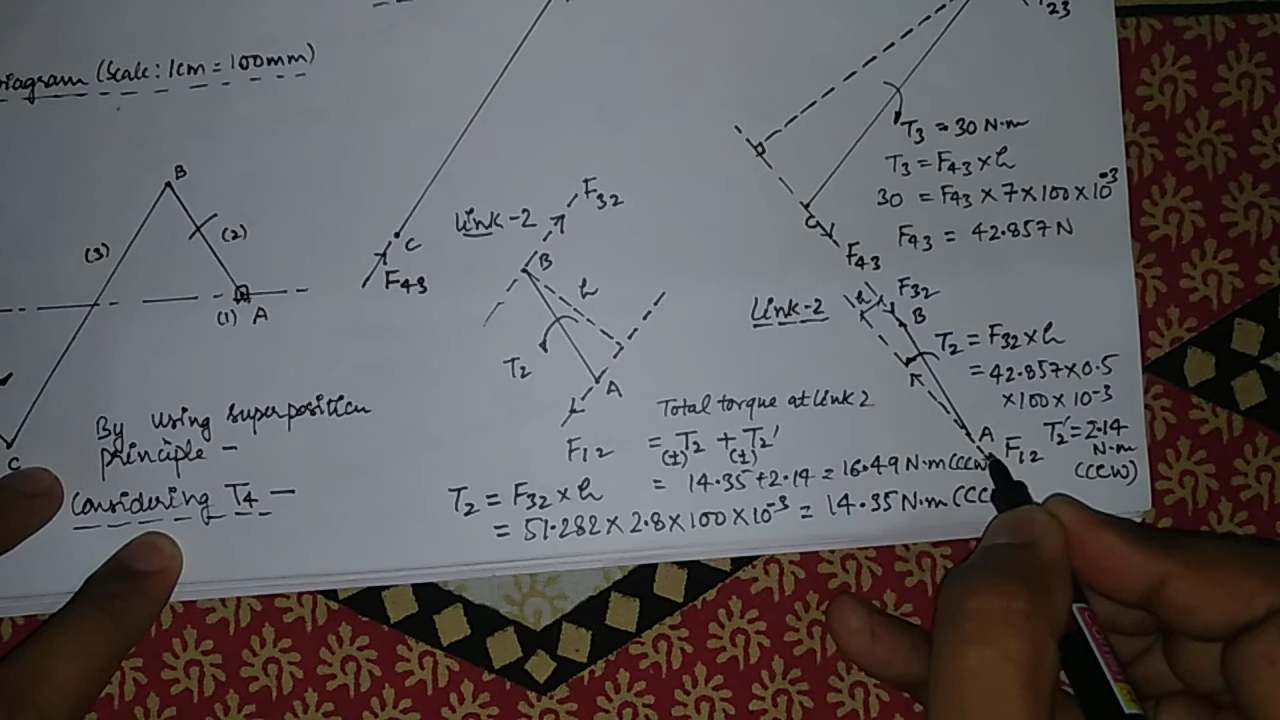 Diagram (Scale: 1cm = 100mm)
B
(3)
(2)
(1) A
C
By using superposition
principle -
Considering T4 -
C
F43
Link-2
F32
B
h
T2
A
F12
T2 = F32 x h
= 51.282 x 2.8 x 100 x 10-3 = 14.35 N.m (CC
Total torque at link 2
= T2 + T2'
(±) (±)
= 14.35 + 2.14 = 16.49 N.m (CCW)
F23
T3 = 30 N.m
T3 = F43 x h
30 = F43 x 7 x 100 x 10-3
F43 = 42.857 N
C
F43
Link-2
h
F32
B
T2 = F32 x h
= 42.857 x 0.5
x 100 x 10-3
T2' = 2.14
N.m
(CCW)
A
F12